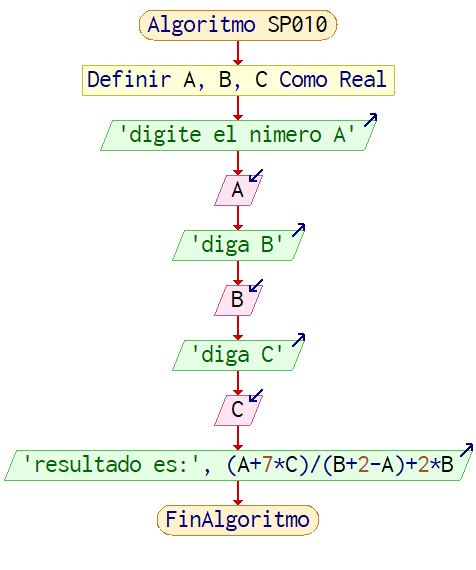 Algoritmo SP010
Definir A, B, C Como Real
'digite el nimero A'
A
'diga B'
B
'diga C'
C
'resultado es:', (A+7*C)/(B+2-A)+2*B
FinAlgoritmo